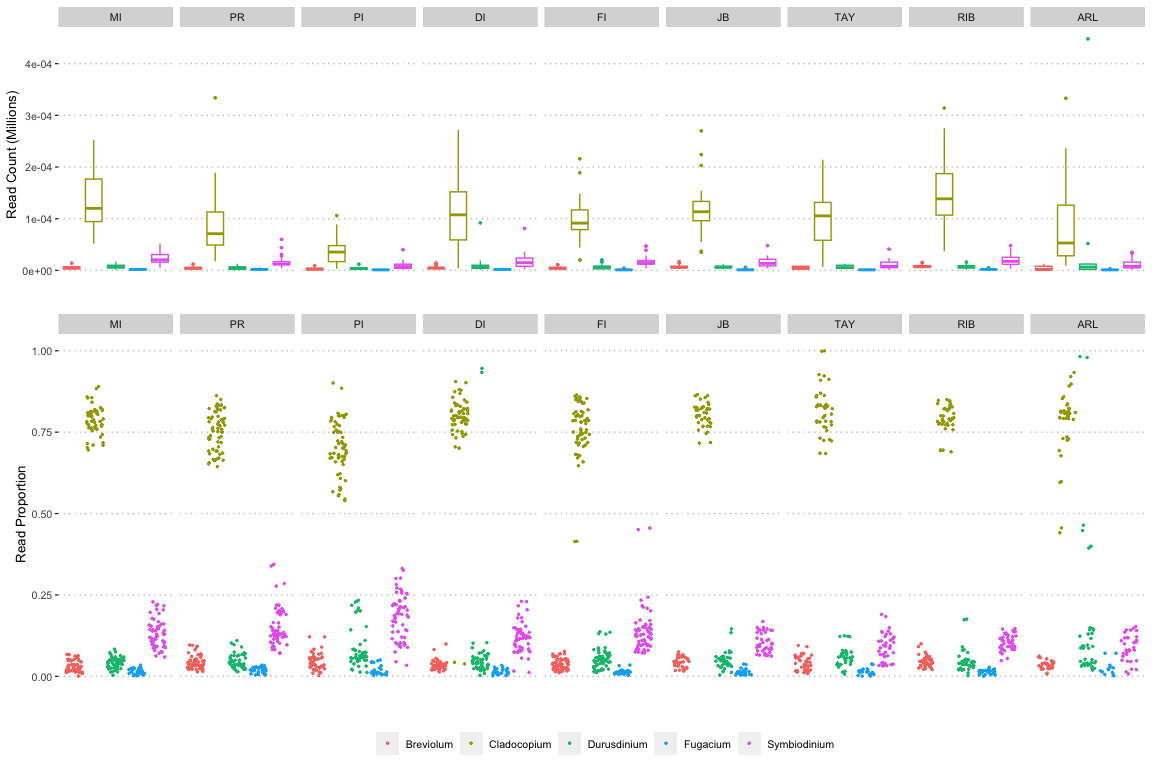 MI PR PI DI FI JB TAY RIB ARL
Read Count (Millions)
4e-04
3e-04
2e-04
1e-04
0e+00
MI PR PI DI FI JB TAY RIB ARL
Read Proportion
1.00
0.75
0.50
0.25
0.00
Breviolum Cladocopium Durusdinium Fugacium Symbiodinium